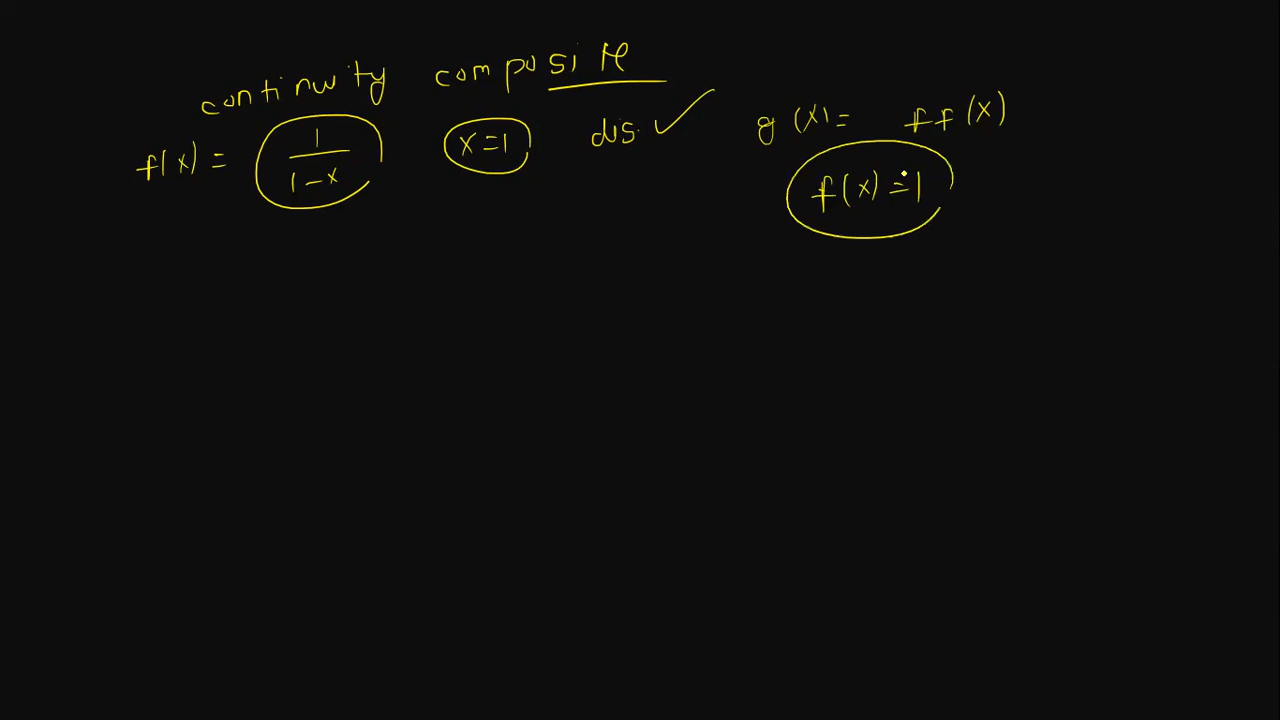 continuity composite
f(x) = 1/(1-x) x=1 dis. ✓ g(x) = ff(x)
f(x) = 1